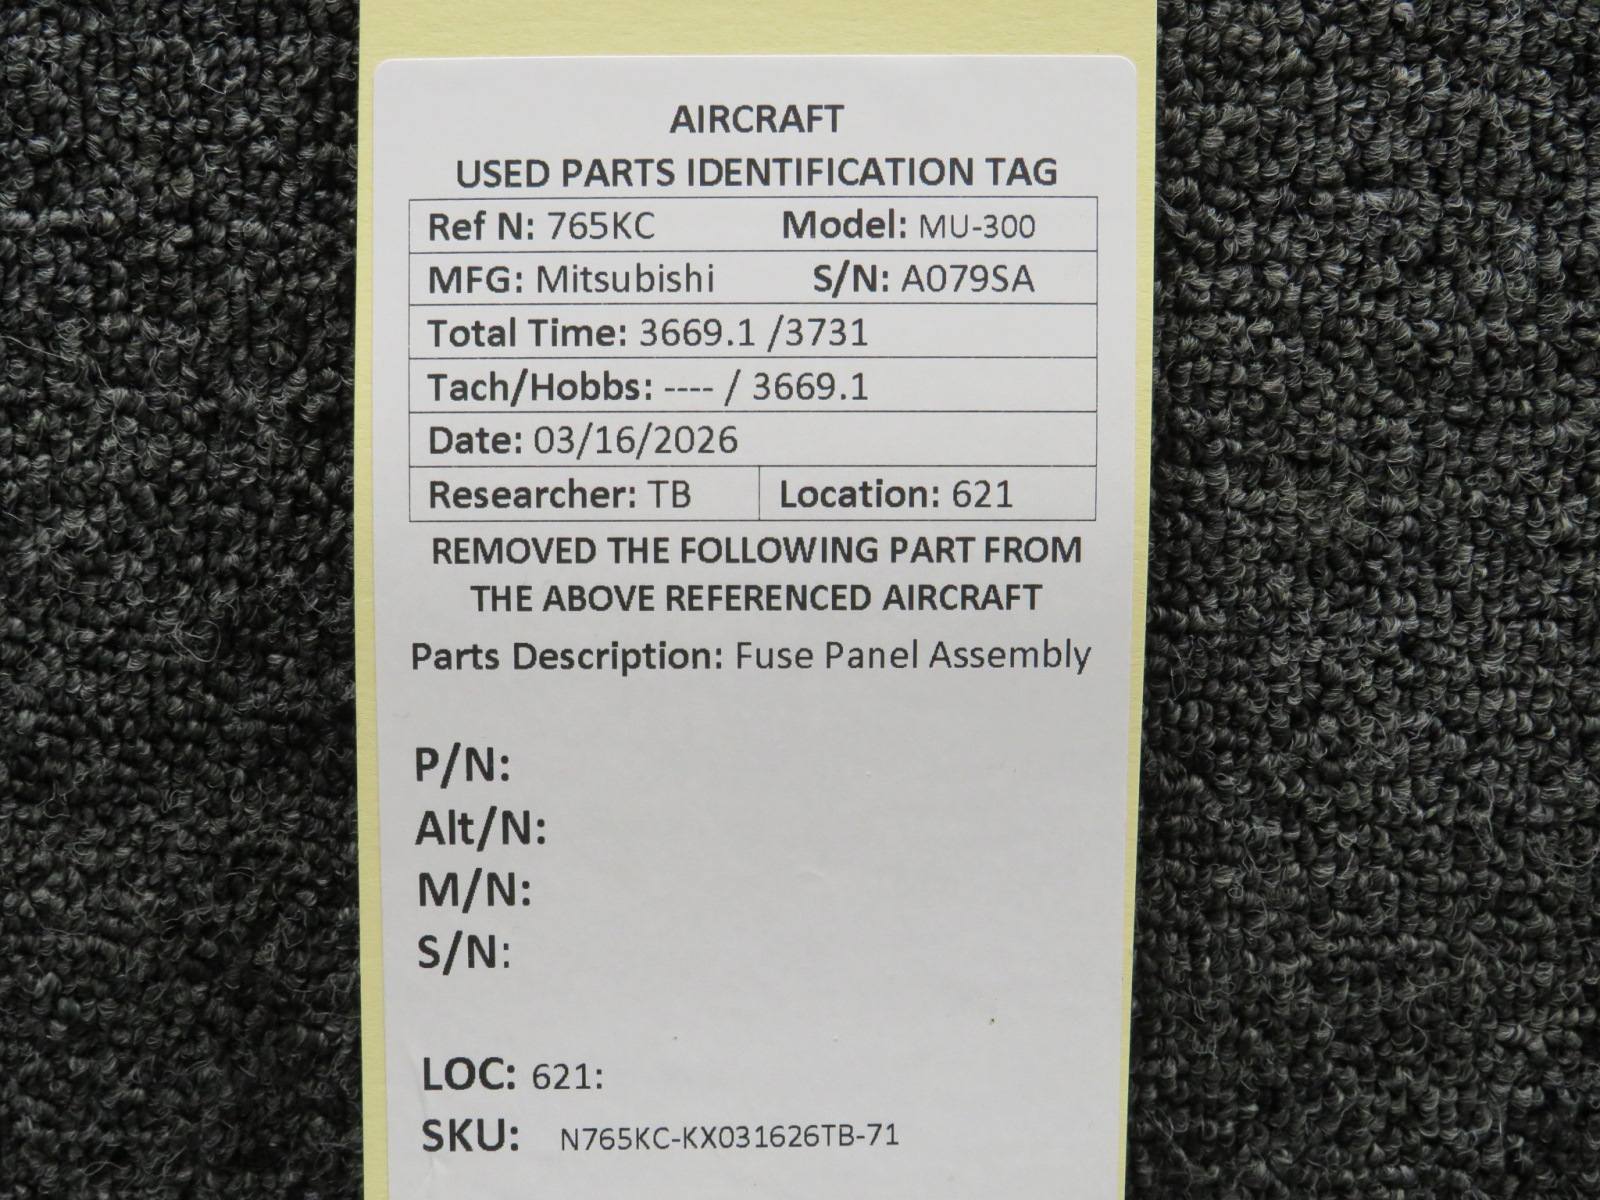 AIRCRAFT
USED PARTS IDENTIFICATION TAG
Ref N: 765KC Model: MU-300
MFG: Mitsubishi S/N: A079SA
Total Time: 3669.1 /3731
Tach/Hobbs: ---- / 3669.1
Date: 03/16/2026
Researcher: TB Location: 621
REMOVED THE FOLLOWING PART FROM
THE ABOVE REFERENCED AIRCRAFT
Parts Description: Fuse Panel Assembly
P/N:
Alt/N:
M/N:
S/N:
LOC: 621:
SKU: N765KC-KX031626TB-71